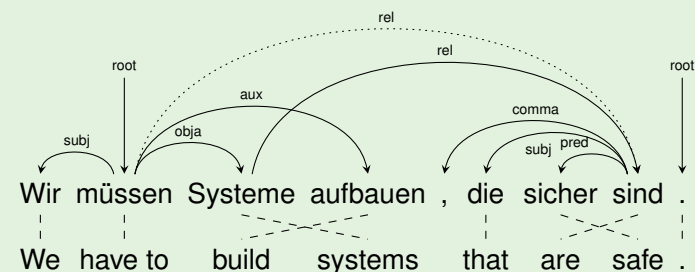 rel
rel
root root
aux
comma
subj obja subj pred
Wir müssen Systeme aufbauen , die sicher sind .
We have to build systems that are safe .